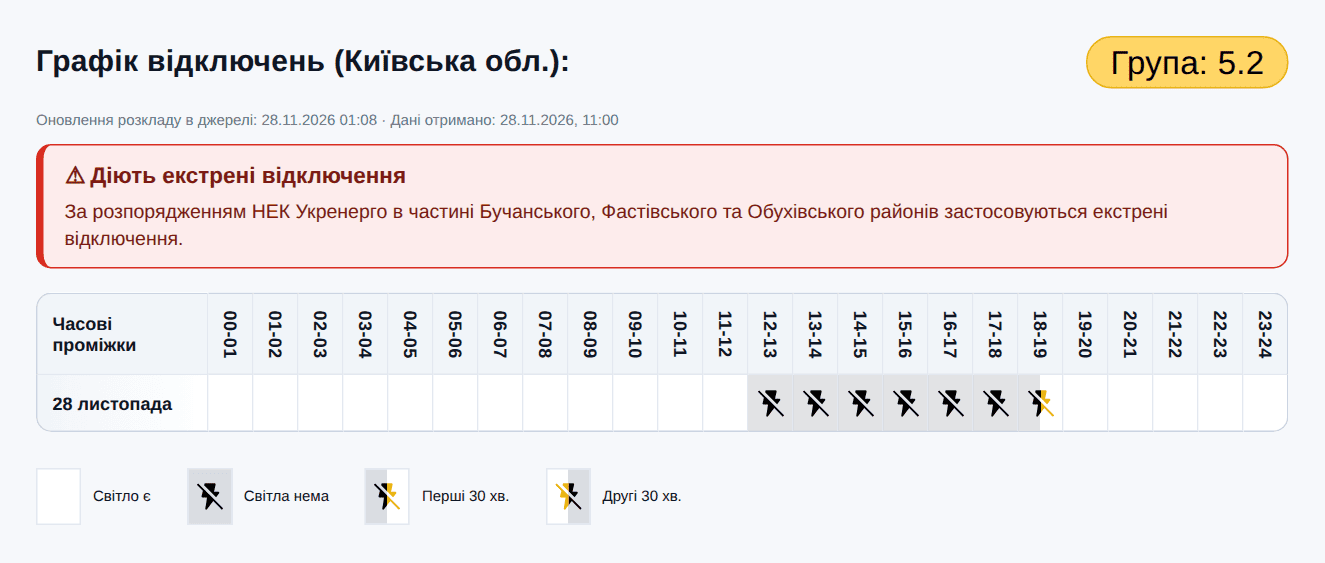 Графік відключень (Київська обл.):
Група: 5.2
Оновлення розкладу в джерелі: 28.11.2026 01:08 · Дані отримано: 28.11.2026, 11:00
⚠ Діють екстрені відключення
За розпорядженням НЕК Укренерго в частині Бучанського, Фастівського та Обухівського районів застосовуються екстрені
відключення.
Часові
проміжки
00-01 01-02 02-03 03-04 04-05 05-06 06-07 07-08 08-09 09-10 10-11 11-12 12-13 13-14 14-15 15-16 16-17 17-18 18-19 19-20 20-21 21-22 22-23 23-24
28 листопада
Світло є
Світла нема
Перші 30 хв.
Другі 30 хв.